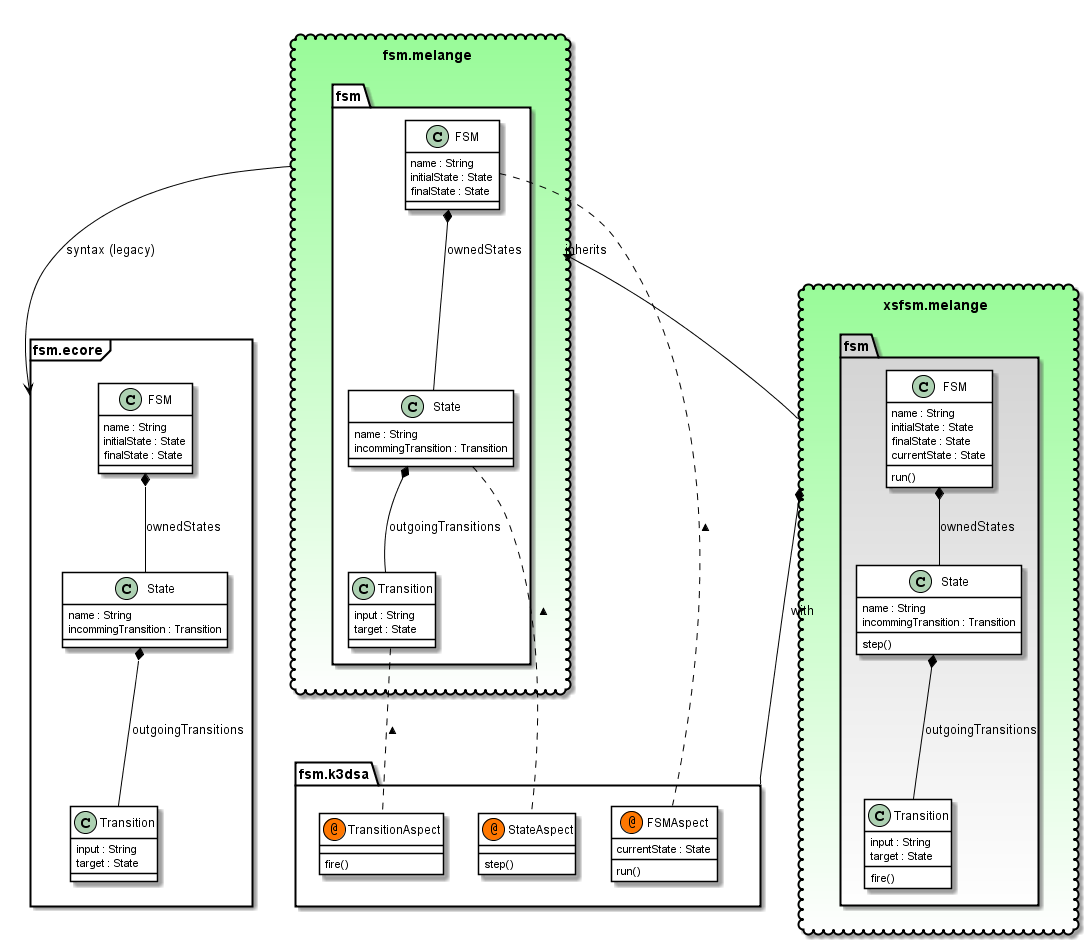 fsm.melange
fsm
C FSM
name : String
initialState : State
finalState : State
ownedStates
C State
name : String
incommingTransition : Transition
outgoingTransitions
C Transition
input : String
target : State
syntax (legacy)
inherits
with
fsm.ecore
C FSM
name : String
initialState : State
finalState : State
ownedStates
C State
name : String
incommingTransition : Transition
outgoingTransitions
C Transition
input : String
target : State
fsm.k3dsa
@ TransitionAspect
fire()
@ StateAspect
step()
@ FSMAspect
currentState : State
run()
xsfsm.melange
fsm
C FSM
name : String
initialState : State
finalState : State
currentState : State
run()
ownedStates
C State
name : String
incommingTransition : Transition
step()
outgoingTransitions
C Transition
input : String
target : State
fire()